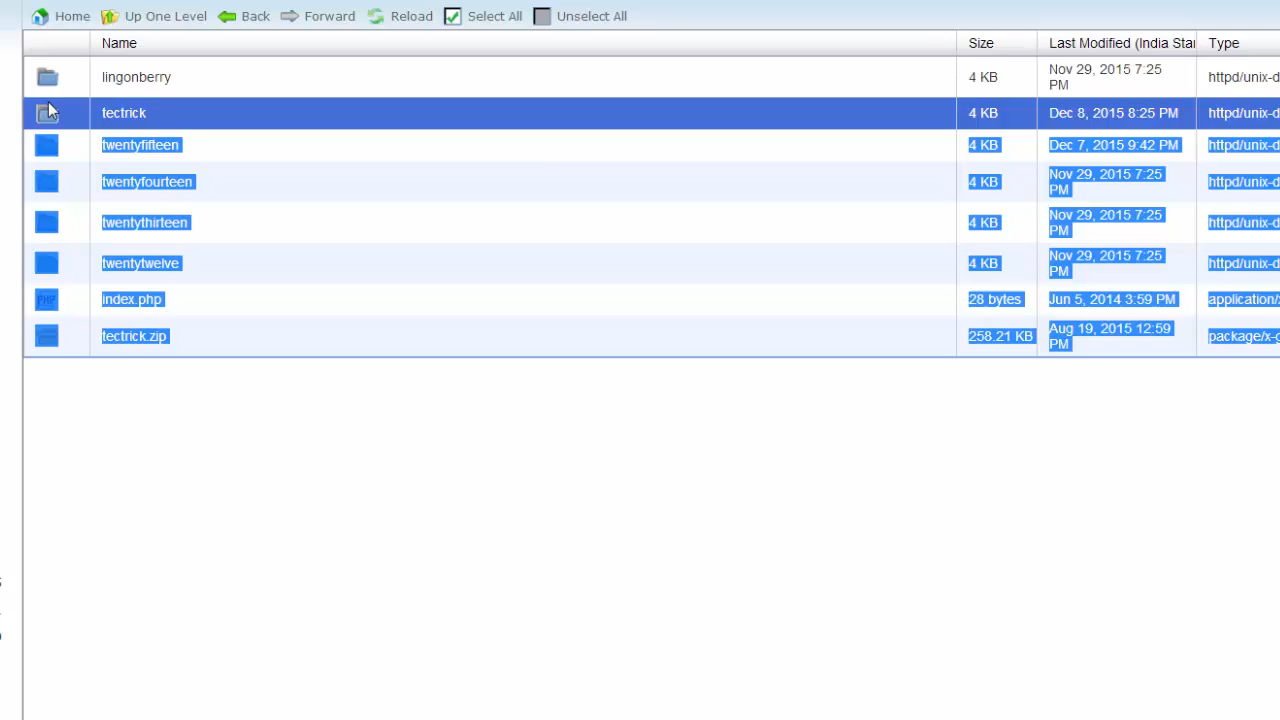 Home Up One Level Back Forward Reload Select All Unselect All
Name Size Last Modified (India Star Type
lingonberry 4 KB Nov 29, 2015 7:25 PM httpd/unix-d
tectrick 4 KB Dec 8, 2015 8:25 PM httpd/unix-d
twentyfifteen 4 KB Dec 7, 2015 9:42 PM httpd/unix-d
twentyfourteen 4 KB Nov 29, 2015 7:25 PM httpd/unix-d
twentythirteen 4 KB Nov 29, 2015 7:25 PM httpd/unix-d
twentytwelve 4 KB Nov 29, 2015 7:25 PM httpd/unix-d
PHP index.php 28 bytes Jun 5, 2014 3:59 PM application/
tectrick.zip 258.21 KB Aug 19, 2015 12:59 PM package/x-